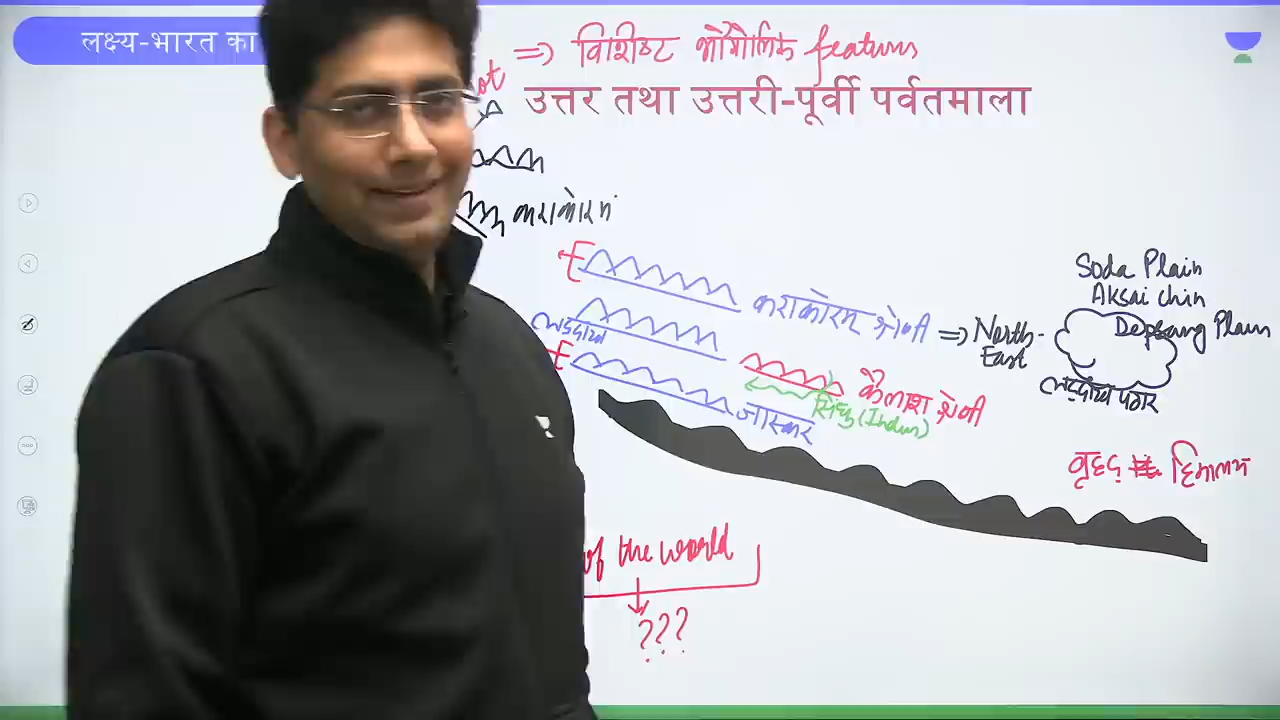 लक्ष्य-भारत का
ot => विशिष्ट भौगोलिक features
उत्तर तथा उत्तरी-पूर्वी पर्वतमाला
काराकोरम
काराकोरम श्रेणी => North-East
Soda Plain
Aksai Chin
Depsang Plain
लद्दाख पठार
लद्दाख
कैलाश श्रेणी
सिंधु (Indus)
जास्कर
वृहद हिमालय
of the world
???